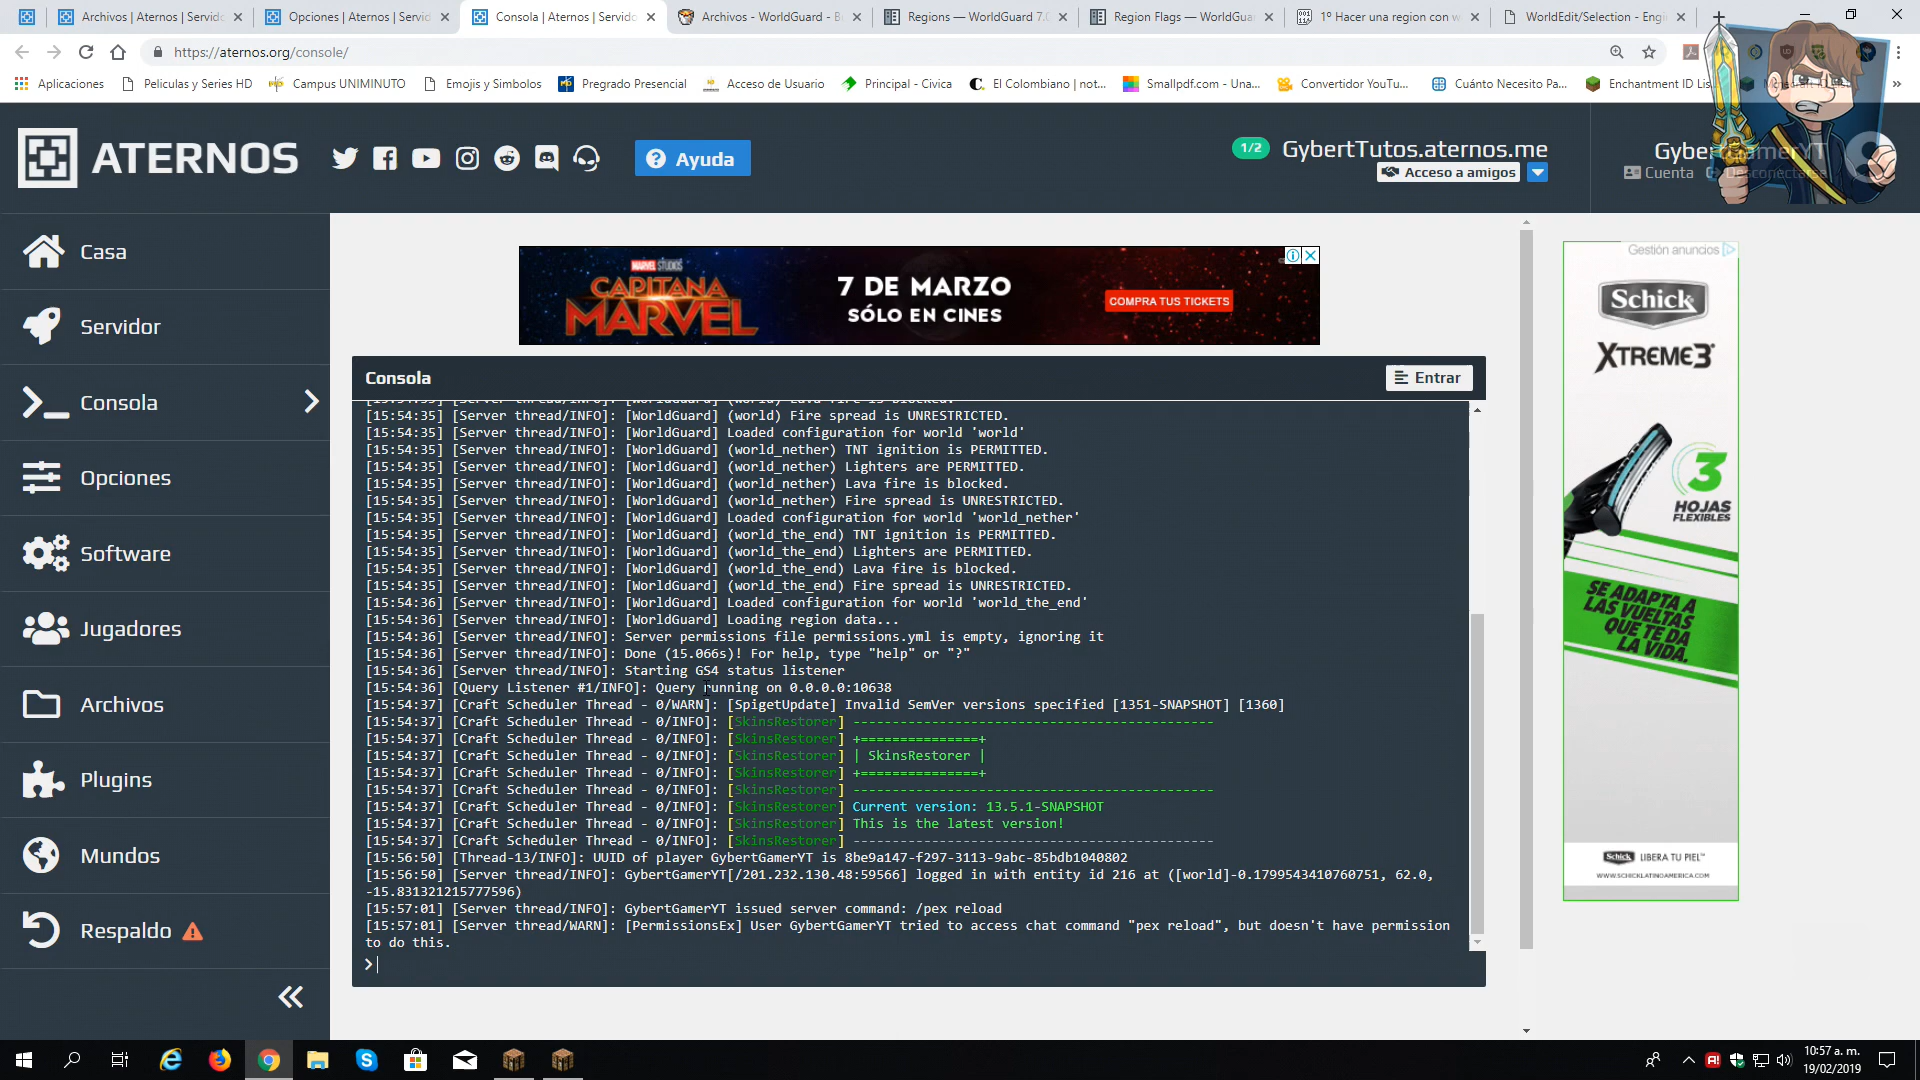 Archivos | Aternos | Servido
Opciones | Aternos | Servid
Consola | Aternos | Servido
Archivos - WorldGuard - B
Regions — WorldGuard 7.0
Region Flags — WorldGua
1º Hacer una region con w
WorldEdit/Selection - Engi
https://aternos.org/console/
Aplicaciones
Peliculas y Series HD
Campus UNIMINUTO
Emojis y Simbolos
Pregrado Presencial
Acceso de Usuario
Principal - Civica
El Colombiano | not...
Smallpdf.com - Una...
Convertidor YouTu...
Cuánto Necesito Pa...
Enchantment ID Lis
ATERNOS
Ayuda
1/2
GybertTutos.aternos.me
Acceso a amigos
GybertGamerYT
Cuenta
Desconectarse
Casa
Servidor
Consola
Opciones
Software
Jugadores
Archivos
Plugins
Mundos
Respaldo
MARVEL STUDIOS
CAPITANA
MARVEL
7 DE MARZO
SÓLO EN CINES
COMPRA TUS TICKETS
Consola
Entrar
[15:54:35] [Server thread/INFO]: [WorldGuard] (world) Lava fire is blocked.
[15:54:35] [Server thread/INFO]: [WorldGuard] (world) Fire spread is UNRESTRICTED.
[15:54:35] [Server thread/INFO]: [WorldGuard] Loaded configuration for world 'world'
[15:54:35] [Server thread/INFO]: [WorldGuard] (world_nether) TNT ignition is PERMITTED.
[15:54:35] [Server thread/INFO]: [WorldGuard] (world_nether) Lighters are PERMITTED.
[15:54:35] [Server thread/INFO]: [WorldGuard] (world_nether) Lava fire is blocked.
[15:54:35] [Server thread/INFO]: [WorldGuard] (world_nether) Fire spread is UNRESTRICTED.
[15:54:35] [Server thread/INFO]: [WorldGuard] Loaded configuration for world 'world_nether'
[15:54:35] [Server thread/INFO]: [WorldGuard] (world_the_end) TNT ignition is PERMITTED.
[15:54:35] [Server thread/INFO]: [WorldGuard] (world_the_end) Lighters are PERMITTED.
[15:54:35] [Server thread/INFO]: [WorldGuard] (world_the_end) Lava fire is blocked.
[15:54:35] [Server thread/INFO]: [WorldGuard] (world_the_end) Fire spread is UNRESTRICTED.
[15:54:36] [Server thread/INFO]: [WorldGuard] Loaded configuration for world 'world_the_end'
[15:54:36] [Server thread/INFO]: [WorldGuard] Loading region data...
[15:54:36] [Server thread/INFO]: Server permissions file permissions.yml is empty, ignoring it
[15:54:36] [Server thread/INFO]: Done (15.066s)! For help, type "help" or "?"
[15:54:36] [Server thread/INFO]: Starting GS4 status listener
[15:54:36] [Query Listener #1/INFO]: Query running on 0.0.0.0:10638
[15:54:37] [Craft Scheduler Thread - 0/WARN]: [SpigetUpdate] Invalid SemVer versions specified [1351-SNAPSHOT] [1360]
[15:54:37] [Craft Scheduler Thread - 0/INFO]: [SkinsRestorer] ----------------------------------------------
[15:54:37] [Craft Scheduler Thread - 0/INFO]: [SkinsRestorer] +===============+
[15:54:37] [Craft Scheduler Thread - 0/INFO]: [SkinsRestorer] | SkinsRestorer |
[15:54:37] [Craft Scheduler Thread - 0/INFO]: [SkinsRestorer] +===============+
[15:54:37] [Craft Scheduler Thread - 0/INFO]: [SkinsRestorer] ----------------------------------------------
[15:54:37] [Craft Scheduler Thread - 0/INFO]: [SkinsRestorer] Current version: 13.5.1-SNAPSHOT
[15:54:37] [Craft Scheduler Thread - 0/INFO]: [SkinsRestorer] This is the latest version!
[15:54:37] [Craft Scheduler Thread - 0/INFO]: [SkinsRestorer] ----------------------------------------------
[15:56:50] [Thread-13/INFO]: UUID of player GybertGamerYT is 8be9a147-f297-3113-9abc-85bdb1040802
[15:56:50] [Server thread/INFO]: GybertGamerYT[/201.232.130.48:59566] logged in with entity id 216 at ([world]-0.1799543410760751, 62.0,
-15.831321215777596)
[15:57:01] [Server thread/INFO]: GybertGamerYT issued server command: /pex reload
[15:57:01] [Server thread/WARN]: [PermissionsEx] User GybertGamerYT tried to access chat command "pex reload", but doesn't have permission
to do this.
>
Gestión anuncios
Schick
XTREME3
3
HOJAS
FLEXIBLES
SE ADAPTA A
LAS VUELTAS
QUE TE DA
LA VIDA.
Schick LIBERA TU PIEL™
WWW.SCHICKLATINOAMERICA.COM
10:57 a. m.
19/02/2019